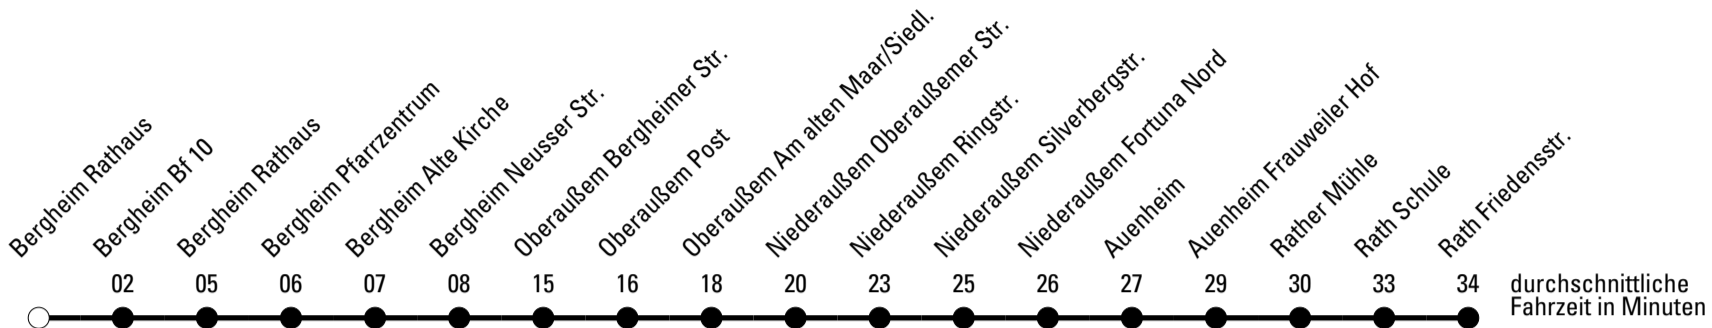 Bergheim Rathaus
Bergheim Bf 10
Bergheim Rathaus
Bergheim Pfarrzentrum
Bergheim Alte Kirche
Bergheim Neusser Str.
Oberaußem Bergheimer Str.
Oberaußem Post
Oberaußem Am alten Maar/Siedl.
Niederaußem Oberaußemer Str.
Niederaußem Ringstr.
Niederaußem Silverbergstr.
Niederaußem Fortuna Nord
Auenheim
Auenheim Frauweiler Hof
Rather Mühle
Rath Schule
Rath Friedensstr.
02 05 06 07 08 15 16 18 20 23 25 26 27 29 30 33 34 durchschnittliche
Fahrzeit in Minuten